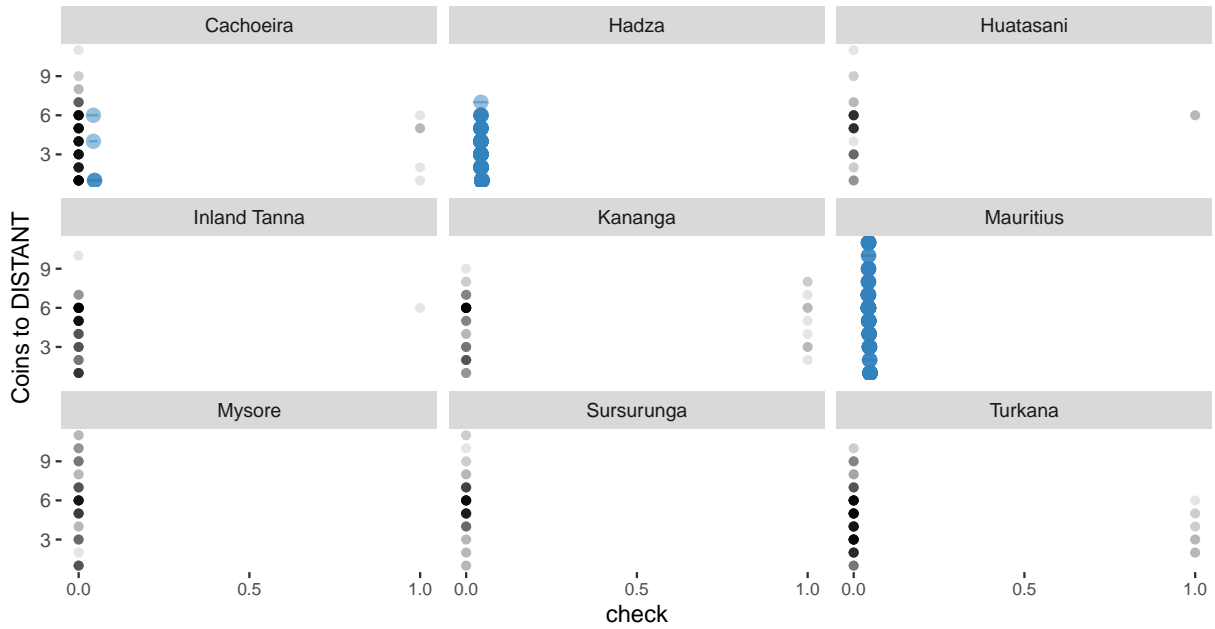 Cachoeira Hadza Huatasani
9
6
3
Inland Tanna Kananga Mauritius
9
6
3
Coins to DISTANT
Mysore Sursurunga Turkana
9
6
3
0.0 0.5 1.0 0.0 0.5 1.0 0.0 0.5 1.0
check